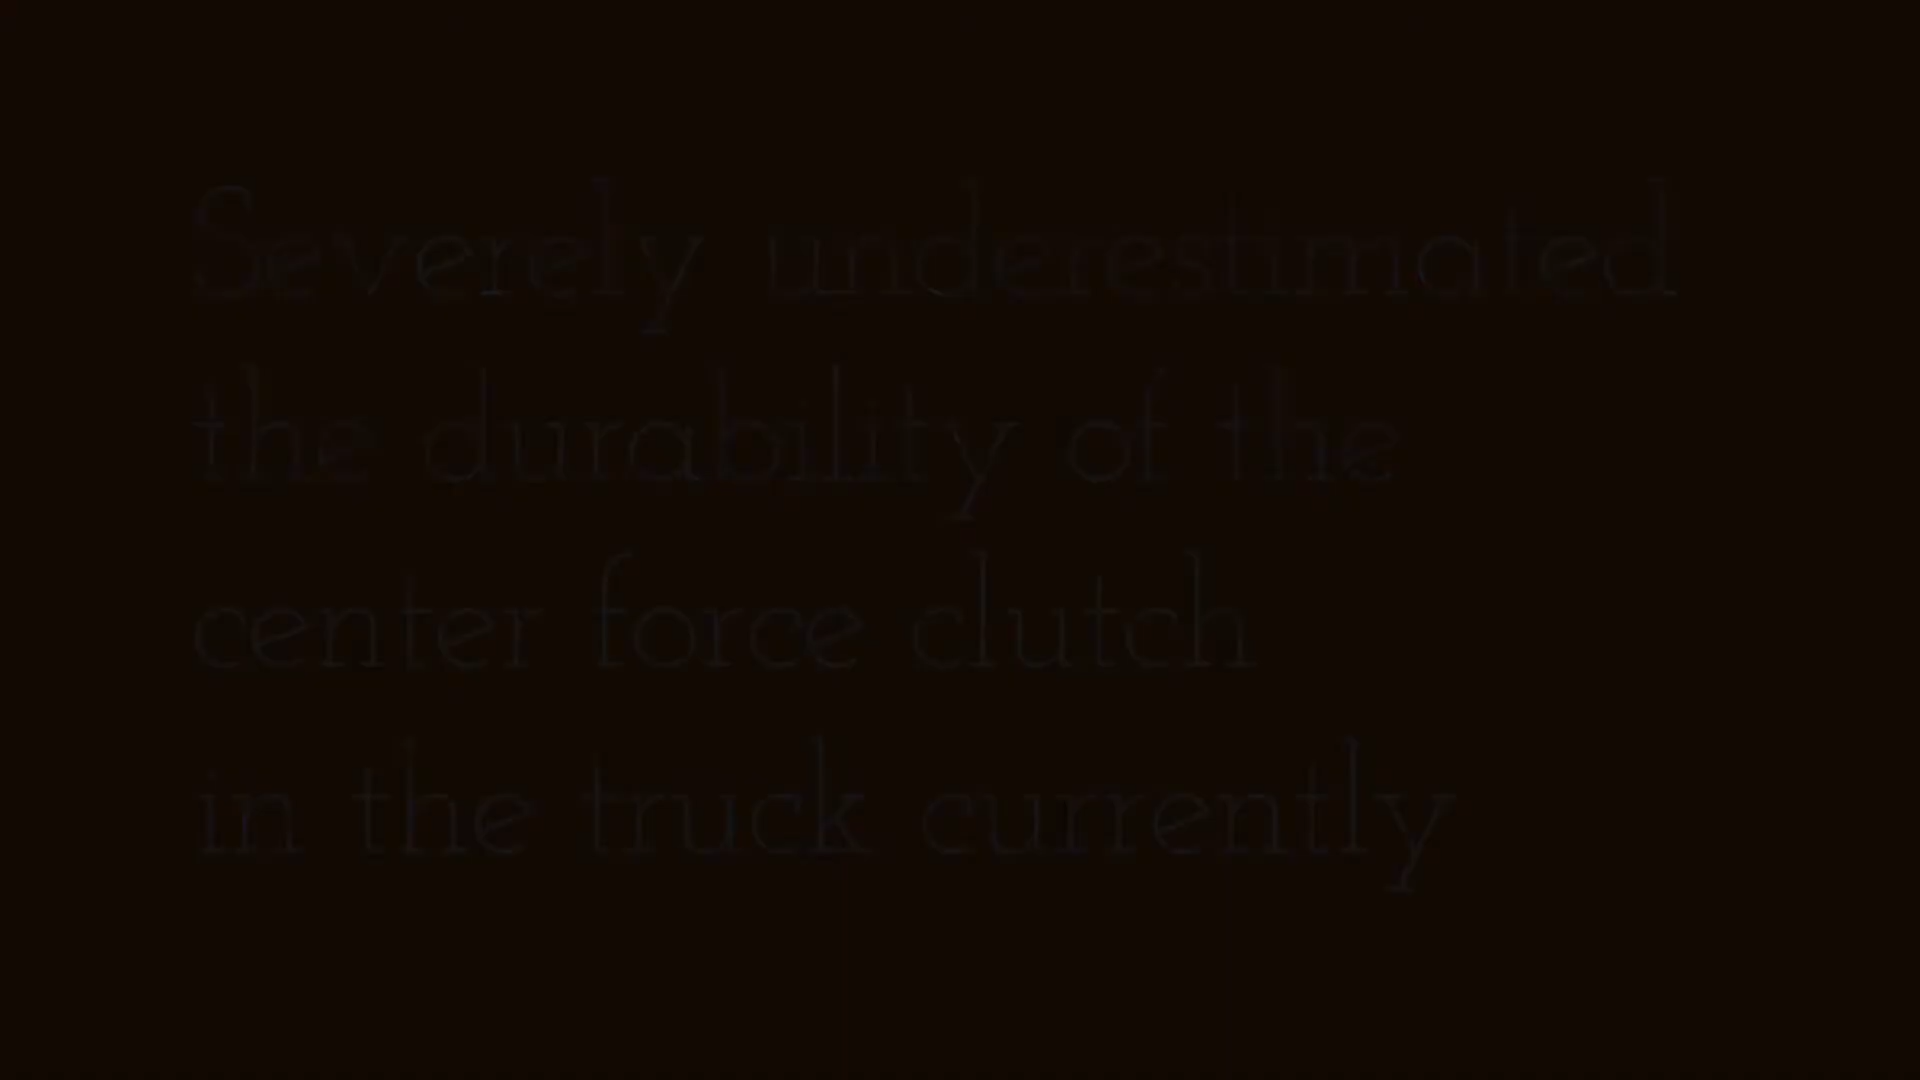 Severely underestimated
the durability of the
center force clutch
in the truck currently